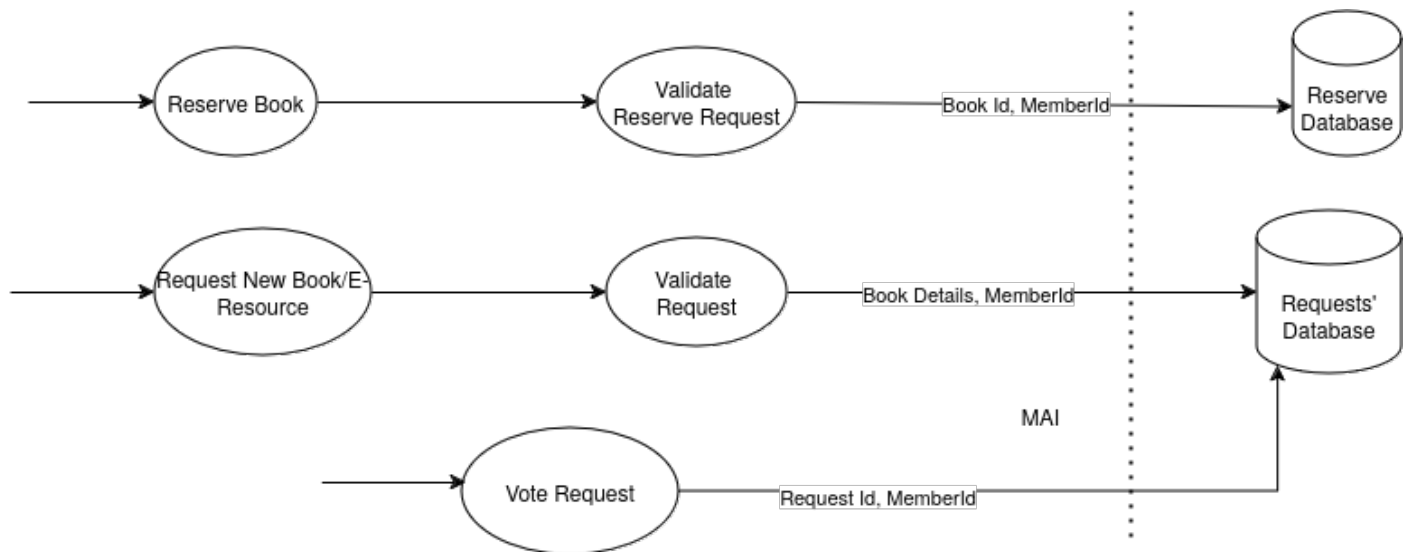 Reserve Book
Validate
Reserve Request
Book Id, MemberId
Reserve
Database
Request New Book/E-
Resource
Validate
Request
Book Details, MemberId
Requests'
Database
MAI
Vote Request
Request Id, MemberId